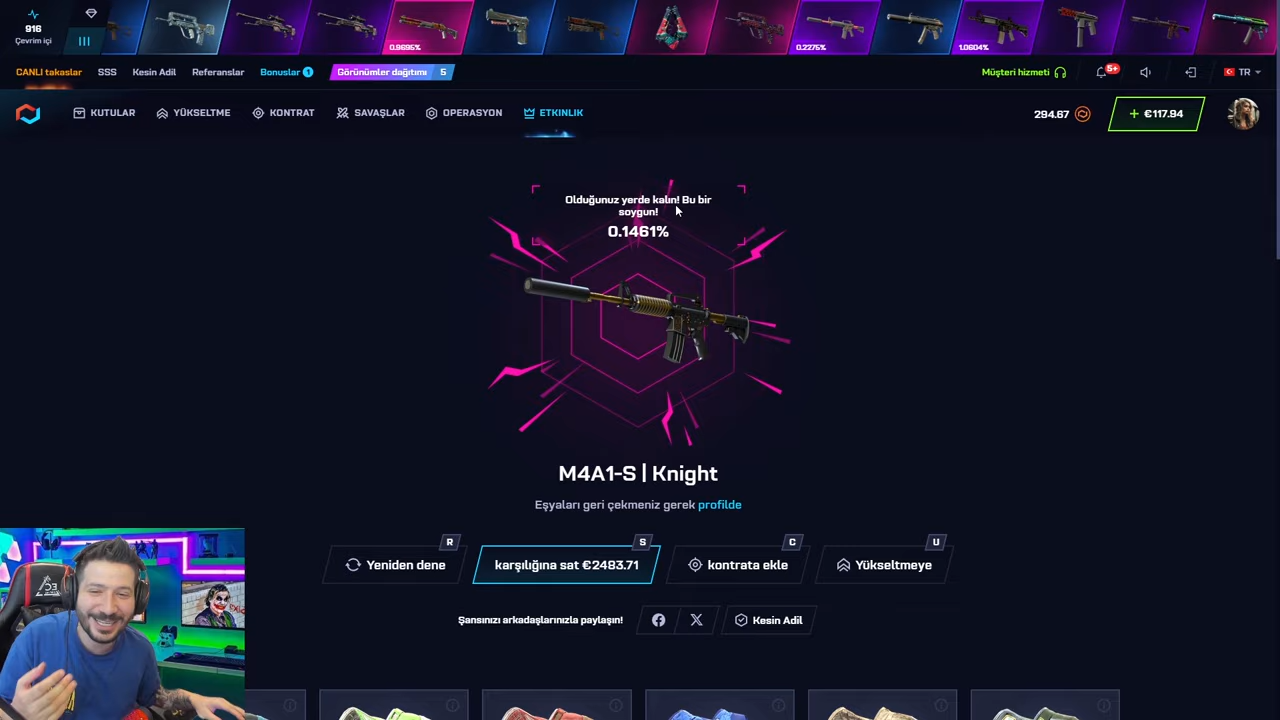 916
Çevrim içi
0.9695%
0.2275%
1.0604%
CANLI takaslar
SSS
Kesin Adil
Referanslar
Bonuslar 1
Görünümler dağıtımı 5
Müşteri hizmeti
5+
TR
KUTULAR
YÜKSELTME
KONTRAT
SAVAŞLAR
OPERASYON
ETKINLIK
294.67
+ €117.94
Olduğunuz yerde kalın! Bu bir
soygun!
0.1461%
M4A1-S | Knight
Eşyaları geri çekmeniz gerek profilde
R
Yeniden dene
S
karşılığına sat €2483.71
C
kontrata ekle
U
Yükseltmeye
Şansınızı arkadaşlarınızla paylaşın!
Kesin Adil